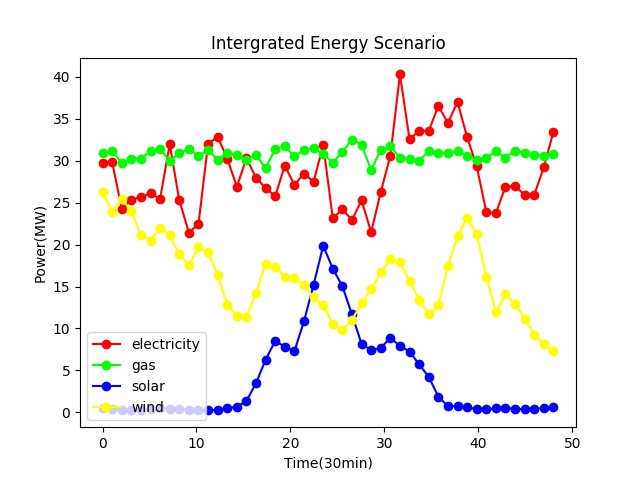 Intergrated Energy Scenario
Power(MW)
40
35
30
25
20
15
10
5
0
electricity
gas
solar
wind
0 10 20 30 40 50
Time(30min)